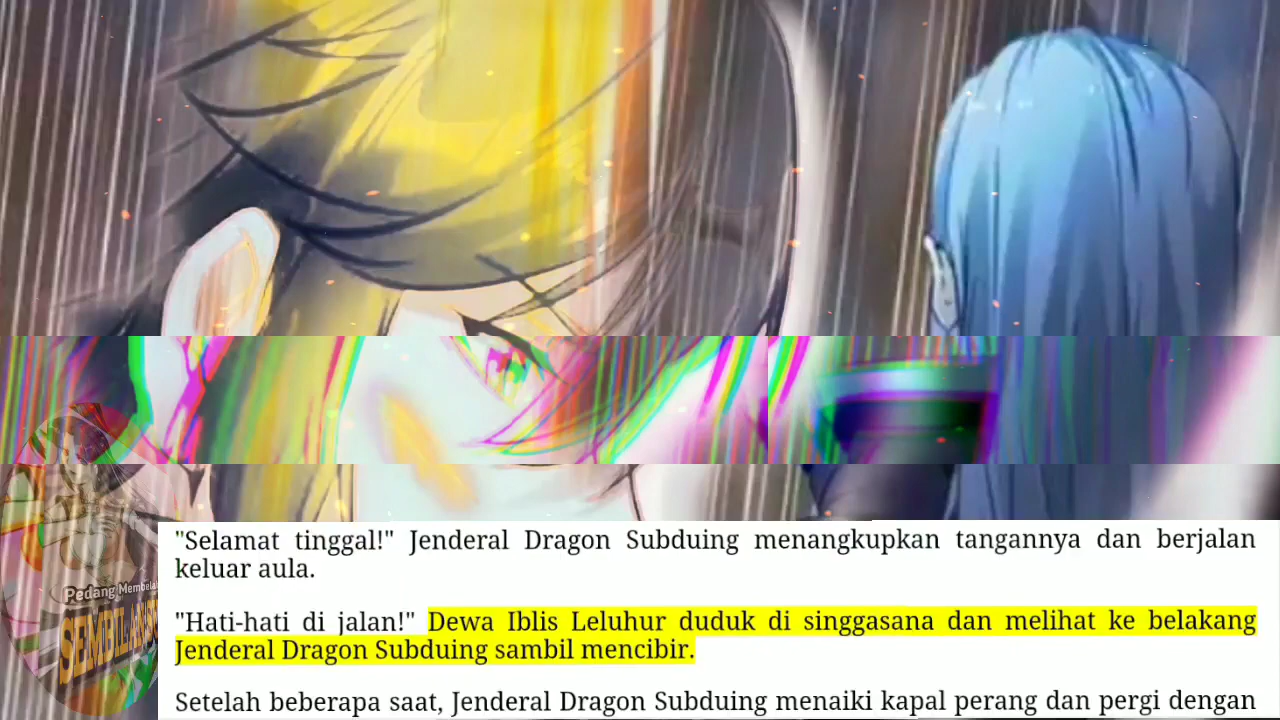 "Selamat tinggal!" Jenderal Dragon Subduing menangkupkan tangannya dan berjalan
keluar aula.
"Hati-hati di jalan!" Dewa Iblis Leluhur duduk di singgasana dan melihat ke belakang
Jenderal Dragon Subduing sambil mencibir.
Setelah beberapa saat, Jenderal Dragon Subduing menaiki kapal perang dan pergi dengan
Pedang